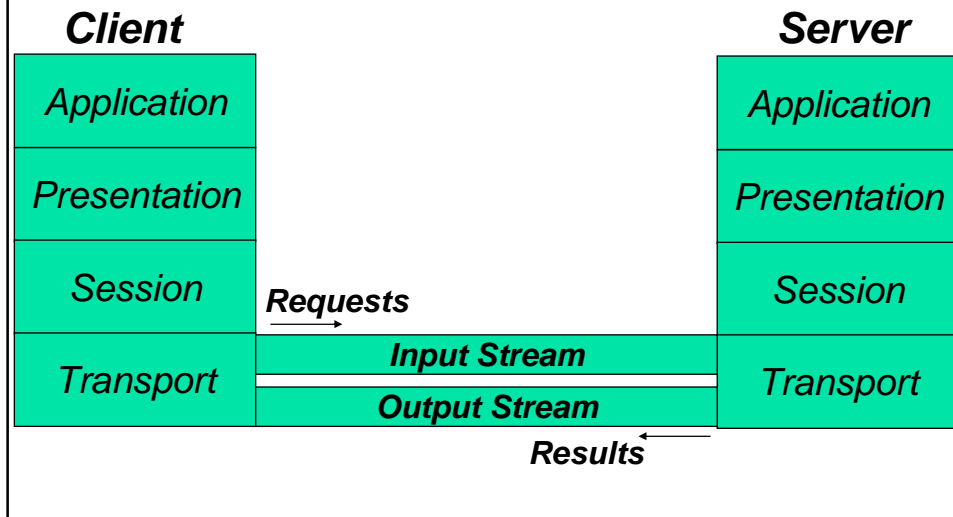 Client
Server
Application
Application
Presentation
Presentation
Session
Session
Requests
Input Stream
Transport
Transport
Output Stream
Results